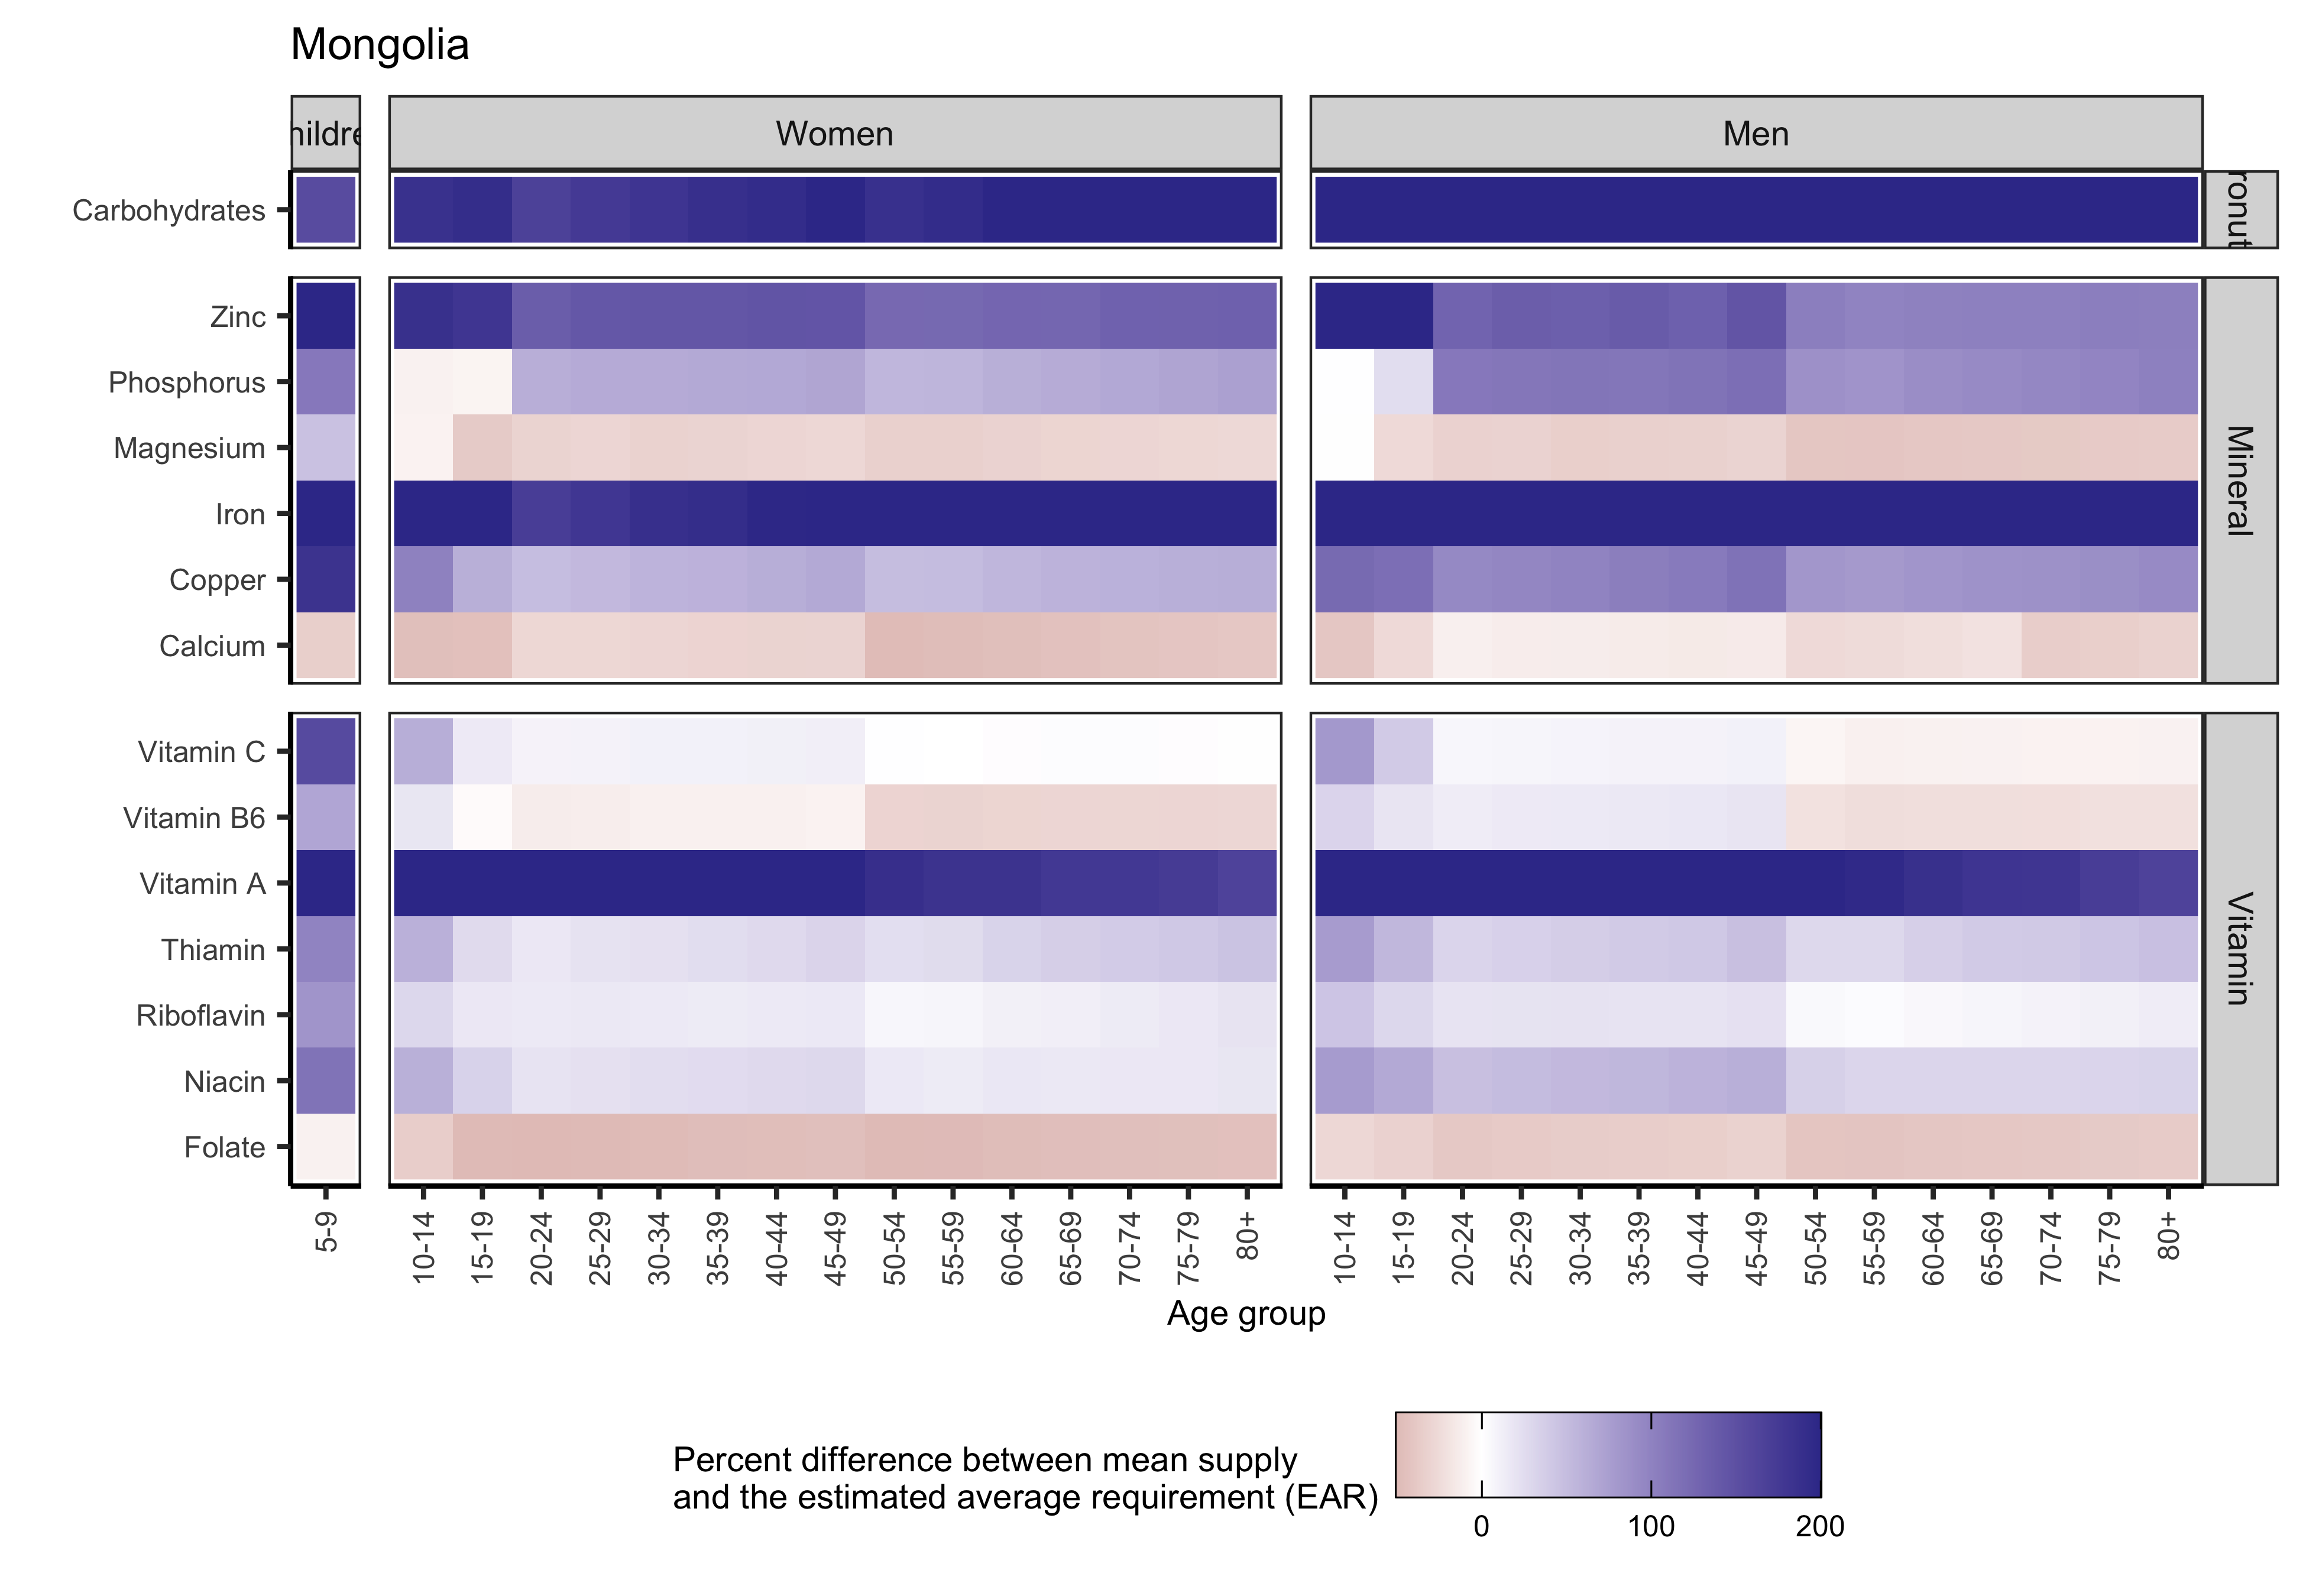 Mongolia
hildre
Women
Men
Carbohydrates
ronut
Zinc
Phosphorus
Magnesium
Iron
Copper
Calcium
Mineral
Vitamin C
Vitamin B6
Vitamin A
Thiamin
Riboflavin
Niacin
Folate
Vitamin
5-9
10-14
15-19
20-24
25-29
30-34
35-39
40-44
45-49
50-54
55-59
60-64
65-69
70-74
75-79
80+
10-14
15-19
20-24
25-29
30-34
35-39
40-44
45-49
50-54
55-59
60-64
65-69
70-74
75-79
80+
Age group
Percent difference between mean supply
and the estimated average requirement (EAR)
0
100
200